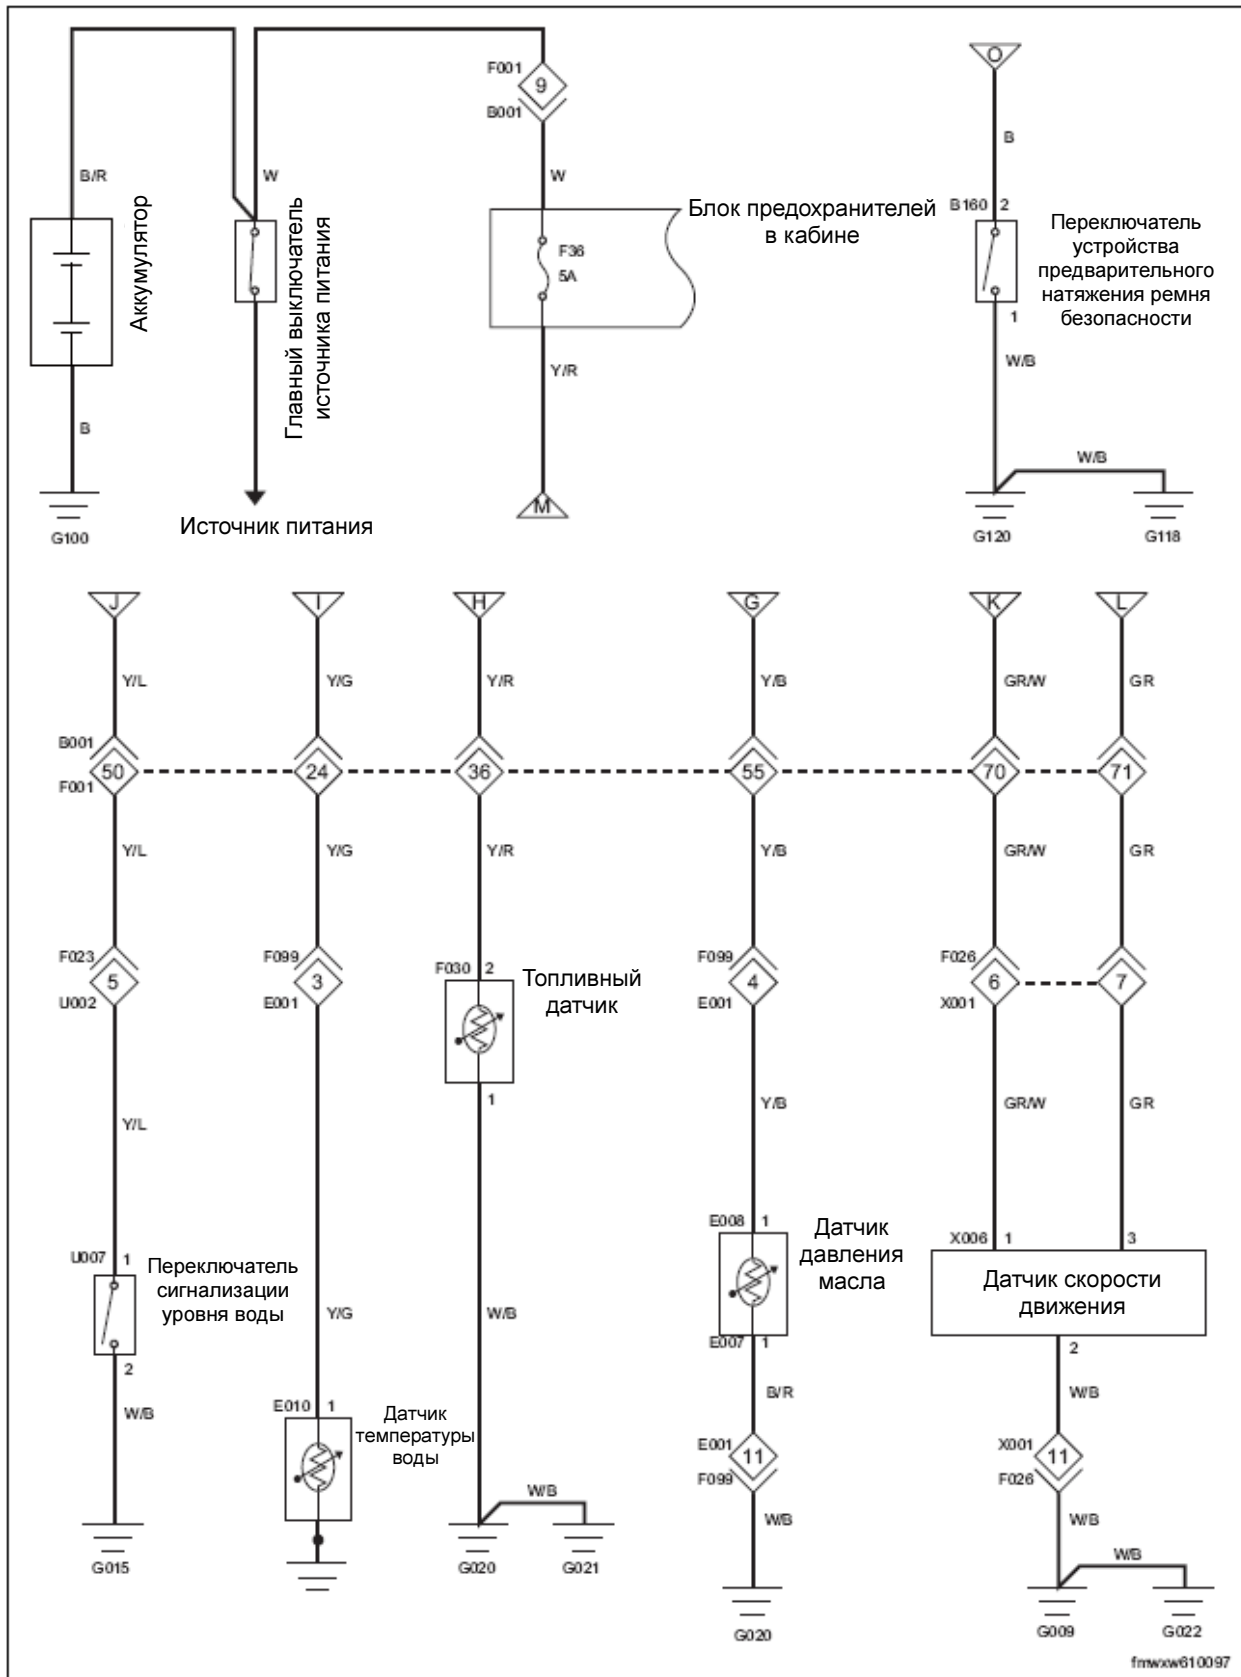 F001
9
B001
O
B
B/R
W
W
Аккумулятор
Главный выключатель
источника питания
F36
5A
Блок предохранителей
в кабине
B160 2
Переключатель
устройства
предварительного
натяжения ремня
безопасности
1
Y/R
W/B
B
W/B
G100
Источник питания
M
G120
G118
J
I
H
G
K
L
Y/L
Y/G
Y/R
Y/B
GR/W
GR
B001
50
24
36
55
70
71
F001
Y/L
Y/G
Y/R
Y/B
GR/W
GR
F023
5
U002
F099
3
E001
F030 2
Топливный
датчик
1
F099
4
E001
F026
6
7
X001
Y/L
Y/B
GR/W
GR
U007 1
Переключатель
сигнализации
уровня воды
2
Y/G
W/B
E008 1
Датчик
давления
масла
E007 1
X006 1
3
Датчик скорости
движения
2
W/B
E010 1
Датчик
температуры
воды
B/R
W/B
E001
11
F099
X001
11
F026
W/B
W/B
W/B
G015
G020
G021
W/B
G020
G009
G022
fmwxw610097